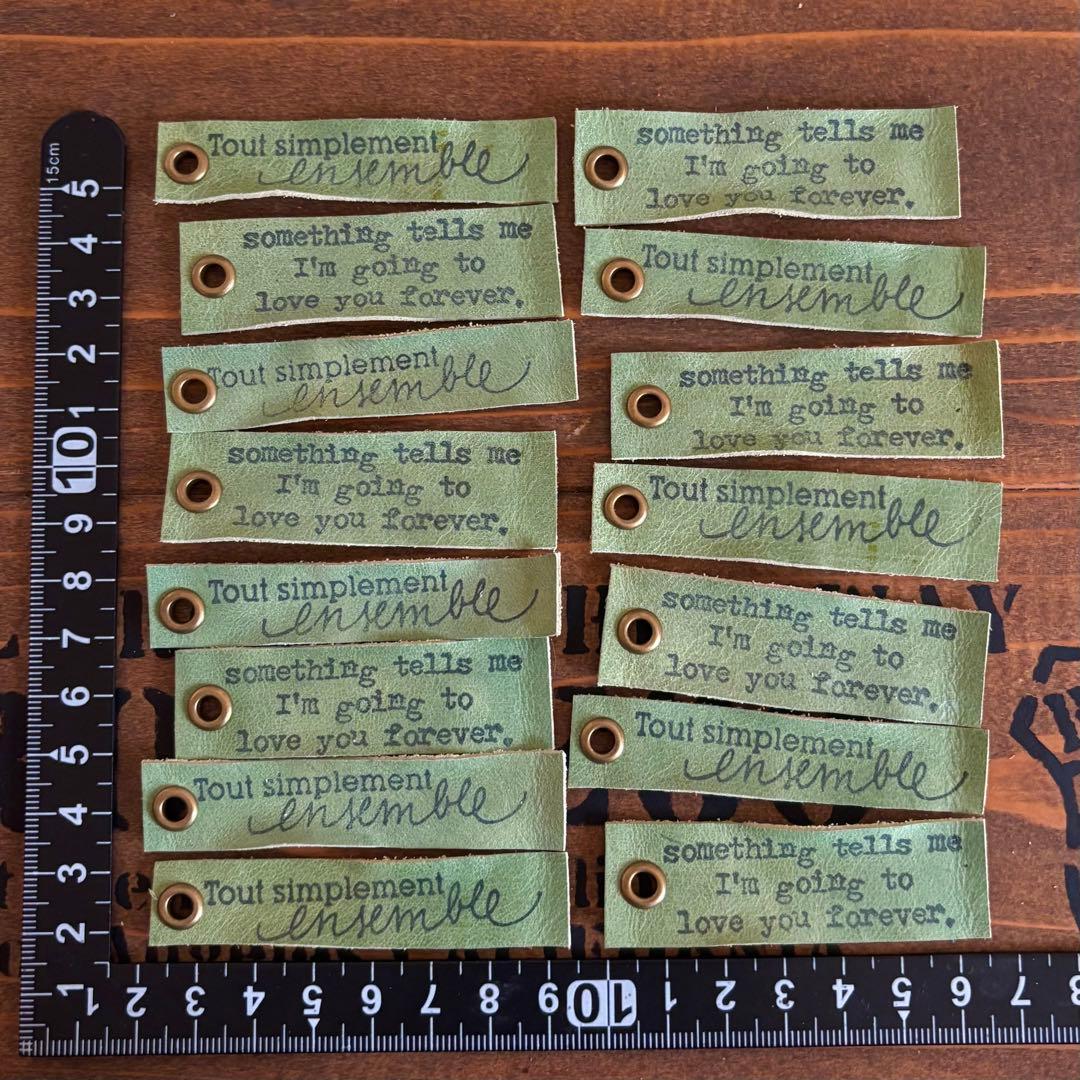 Tout simplement
ensemble
something tells me
I'm going to
love you forever.
Tout simplement
ensemble
something tells me
I'm going to
love you forever.
Tout simplement
ensemble
something tells me
I'm going to
love you forever.
Tout simplement
ensemble
Tout simplement
ensemble
something tells me
I'm going to
love you forever.
Tout simplement
ensemble
something tells me
I'm going to
love you forever.
Tout simplement
ensemble
something tells me
I'm going to
love you forever.
Tout simplement
ensemble
something tells me
I'm going to
love you forever.
15cm
5
4
3
2
1
10
9
8
7
6
5
4
3
2
1
1 2 3 4 5 6 7 8 9 10 1 2 3 4 5 6 7 8